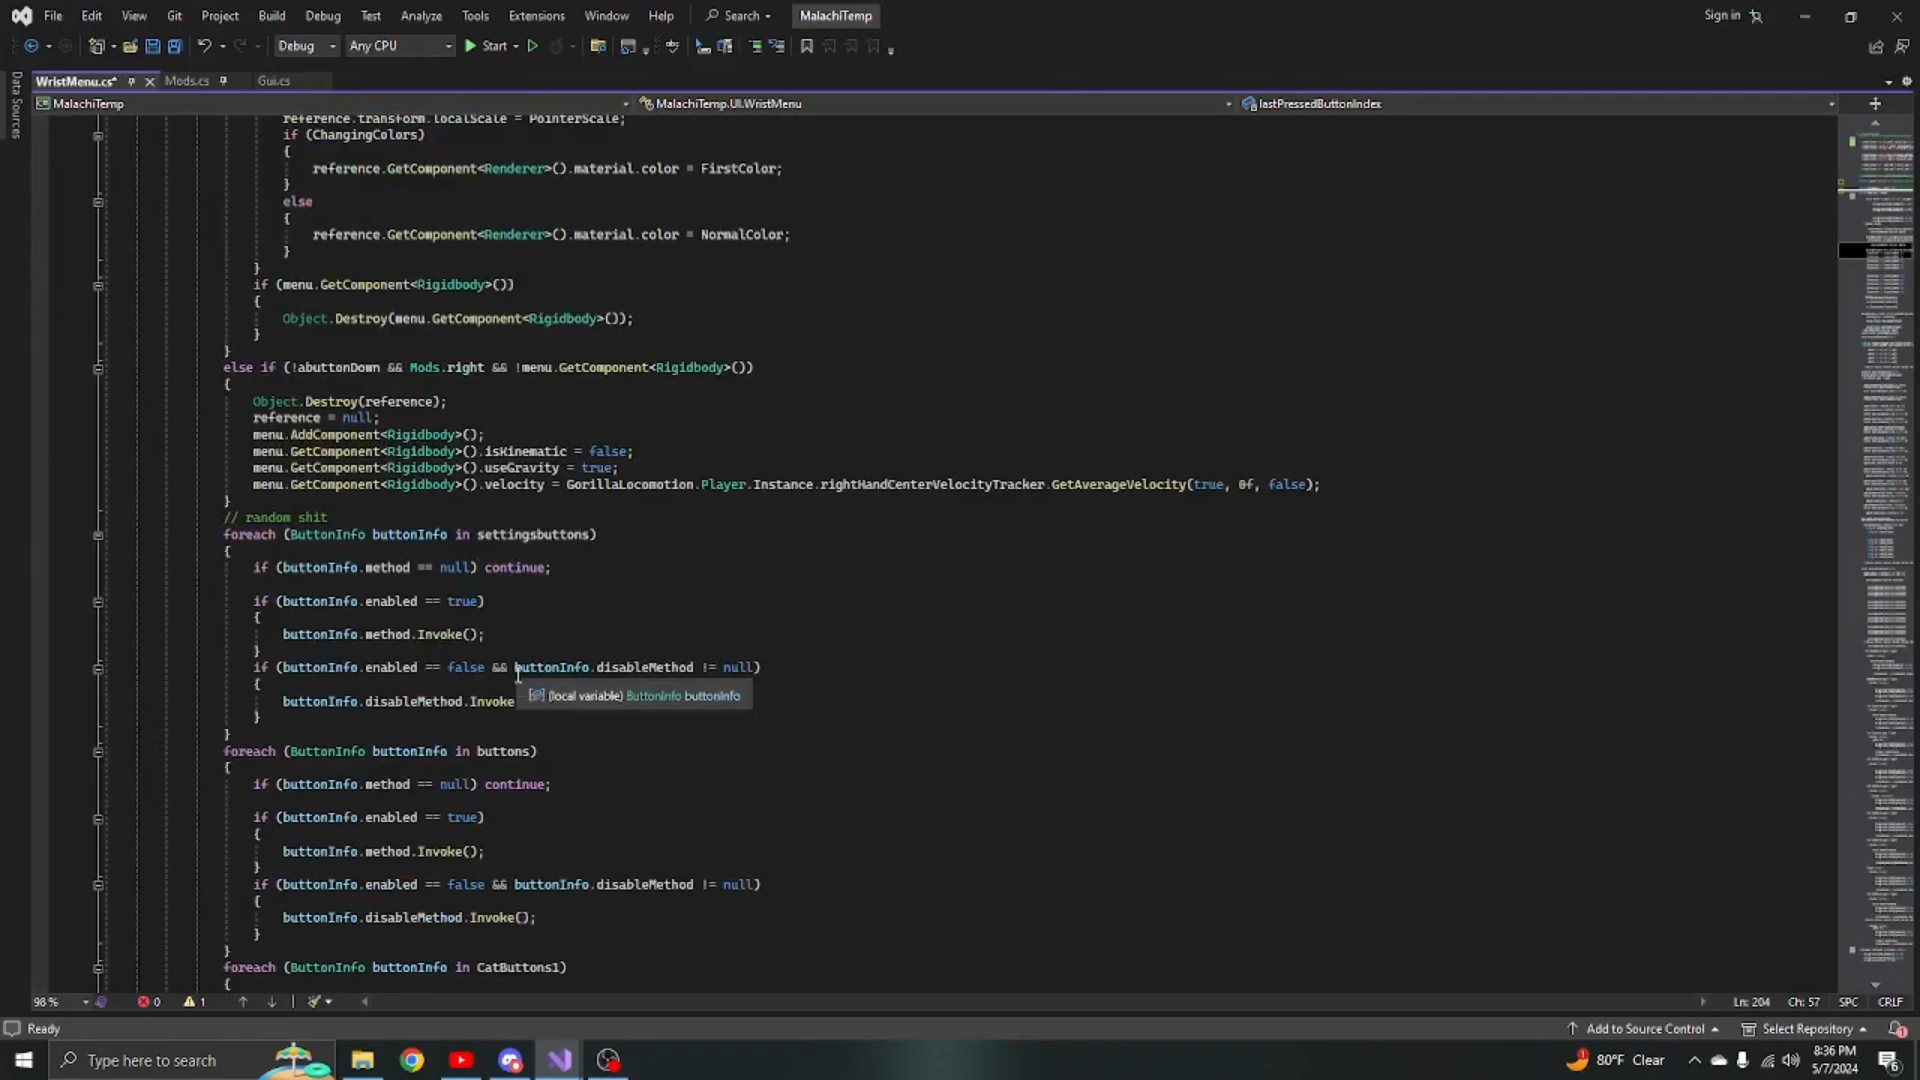 File Edit View Git Project Build Debug Test Analyze Tools Extensions Window Help Search MalachiTemp Sign in
Debug Any CPU Start
WristMenu.cs* Mods.cs Gui.cs
Data Sources
MalachiTemp MalachiTemp.UI.WristMenu lastPressedButtonIndex
reference.transform.localScale = PointerScale;
if (ChangingColors)
{
reference.GetComponent<Renderer>().material.color = FirstColor;
}
else
{
reference.GetComponent<Renderer>().material.color = NormalColor;
}
}
if (menu.GetComponent<Rigidbody>())
{
Object.Destroy(menu.GetComponent<Rigidbody>());
}
}
else if (!abuttonDown && Mods.right && !menu.GetComponent<Rigidbody>())
{
Object.Destroy(reference);
reference = null;
menu.AddComponent<Rigidbody>();
menu.GetComponent<Rigidbody>().isKinematic = false;
menu.GetComponent<Rigidbody>().useGravity = true;
menu.GetComponent<Rigidbody>().velocity = GorillaLocomotion.Player.Instance.rightHandCenterVelocityTracker.GetAverageVelocity(true, 0f, false);
}
// random shit
foreach (ButtonInfo buttonInfo in settingsbuttons)
{
if (buttonInfo.method == null) continue;
if (buttonInfo.enabled == true)
{
buttonInfo.method.Invoke();
}
if (buttonInfo.enabled == false && buttonInfo.disableMethod != null)
{
(local variable) ButtonInfo buttonInfo
buttonInfo.disableMethod.Invoke
}
}
foreach (ButtonInfo buttonInfo in buttons)
{
if (buttonInfo.method == null) continue;
if (buttonInfo.enabled == true)
{
buttonInfo.method.Invoke();
}
if (buttonInfo.enabled == false && buttonInfo.disableMethod != null)
{
buttonInfo.disableMethod.Invoke();
}
}
foreach (ButtonInfo buttonInfo in CatButtons1)
{
98 % 0 1 Ln: 204 Ch: 57 SPC CRLF
Ready Add to Source Control Select Repository 1
Type here to search 80°F Clear 8:36 PM
5/7/2024 6